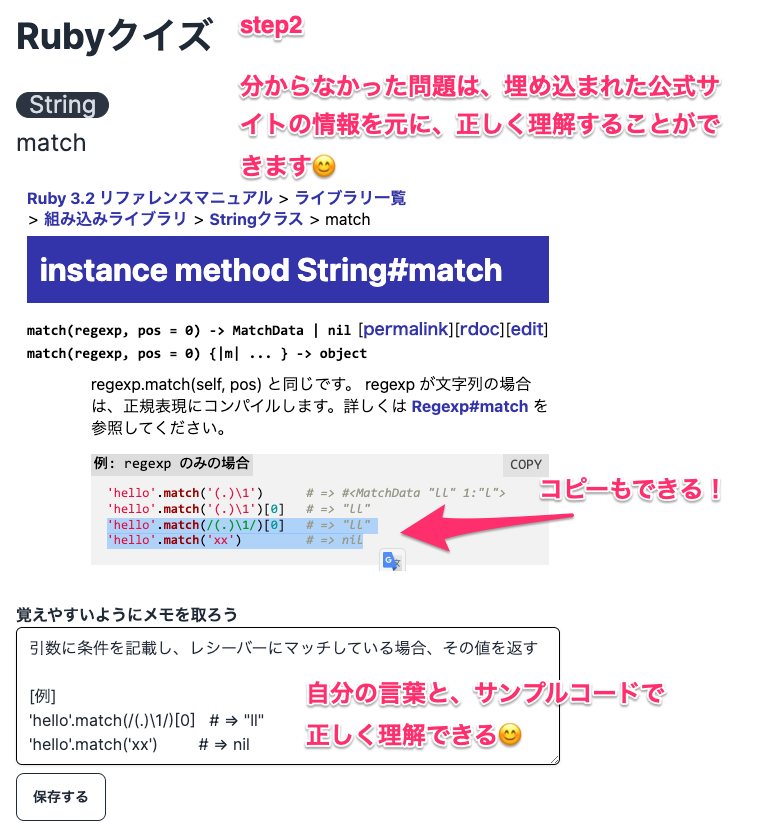 Rubyクイズ
step2
String
match
分からなかった問題は、埋め込まれた公式サ
イトの情報を元に、正しく理解することがで
きます😊
Ruby 3.2 リファレンスマニュアル > ライブラリ一覧
> 組み込みライブラリ > Stringクラス > match
instance method String#match
match(regexp, pos = 0) -> MatchData | nil [permalink][rdoc][edit]
match(regexp, pos = 0) {|m| ... } -> object
regexp.match(self, pos) と同じです。 regexp が文字列の場合
は、正規表現にコンパイルします。詳しくは Regexp#match を
参照してください。
例: regexp のみの場合
COPY
'hello'.match('(.)\1')      # => #<MatchData "ll" 1:"l">
'hello'.match('(.)\1')[0]   # => "ll"
'hello'.match(/(.)\1/)[0]   # => "ll"
'hello'.match('xx')         # => nil
コピーもできる！
覚えやすいようにメモを取ろう
引数に条件を記載し、レシーバーにマッチしている場合、その値を返す
[例]
'hello'.match(/(.)\1/)[0]   # => "ll"
'hello'.match('xx')         # => nil
自分の言葉と、サンプルコードで
正しく理解できる😊
保存する